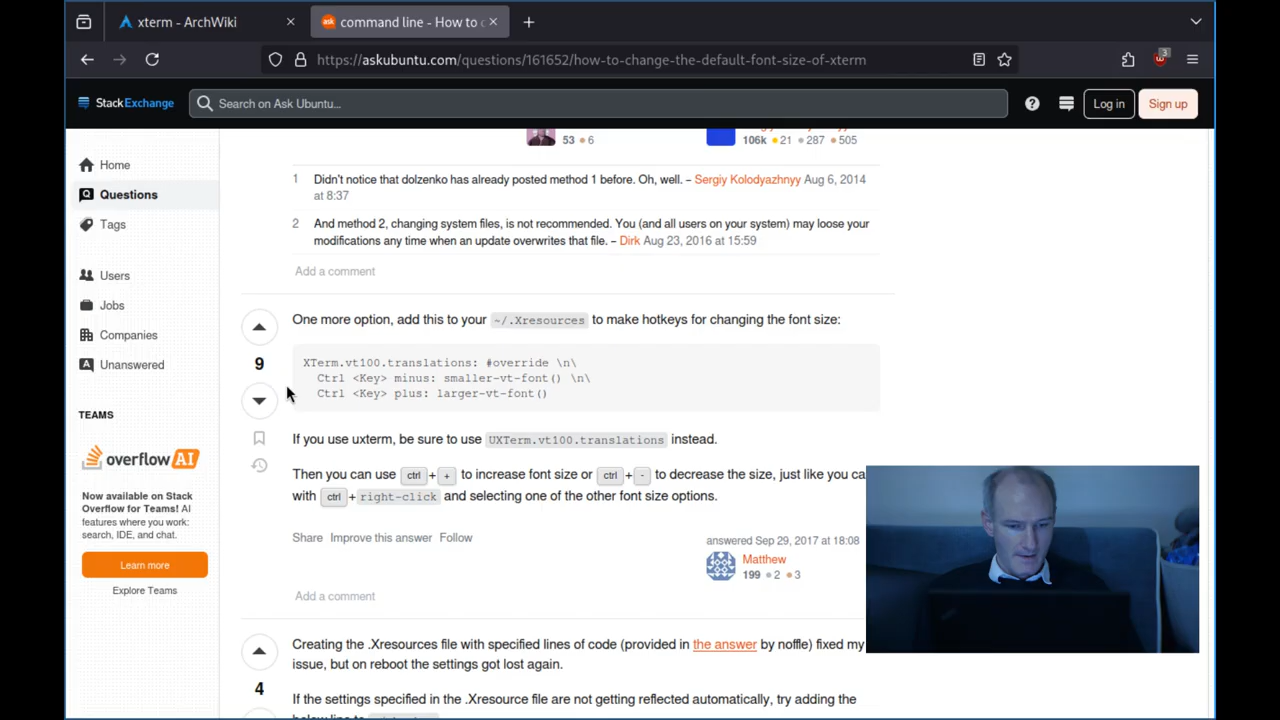 xterm - ArchWiki
ask
command line - How to c
https://askubuntu.com/questions/161652/how-to-change-the-default-font-size-of-xterm
3
StackExchange
Search on Ask Ubuntu...
Log in
Sign up
Home
Questions
Tags
Users
Jobs
Companies
Unanswered
TEAMS
overflow AI
Now available on Stack
Overflow for Teams! AI
features where you work:
search, IDE, and chat.
Learn more
Explore Teams
53 6
106k 21 287 505
1 Didn't notice that dolzenko has already posted method 1 before. Oh, well. – Sergiy Kolodyazhnyy Aug 6, 2014
at 8:37
2 And method 2, changing system files, is not recommended. You (and all users on your system) may loose your
modifications any time when an update overwrites that file. – Dirk Aug 23, 2016 at 15:59
Add a comment
9
One more option, add this to your ~/.Xresources to make hotkeys for changing the font size:
XTerm.vt100.translations: #override \n\
Ctrl <Key> minus: smaller-vt-font() \n\
Ctrl <Key> plus: larger-vt-font()
If you use uxterm, be sure to use UXTerm.vt100.translations instead.
Then you can use ctrl + + to increase font size or ctrl + - to decrease the size, just like you ca
with ctrl + right-click and selecting one of the other font size options.
Share Improve this answer Follow
answered Sep 29, 2017 at 18:08
Matthew
199 2 3
Add a comment
4
Creating the .Xresources file with specified lines of code (provided in the answer by noffle) fixed my
issue, but on reboot the settings got lost again.
If the settings specified in the .Xresource file are not getting reflected automatically, try adding the
below line to